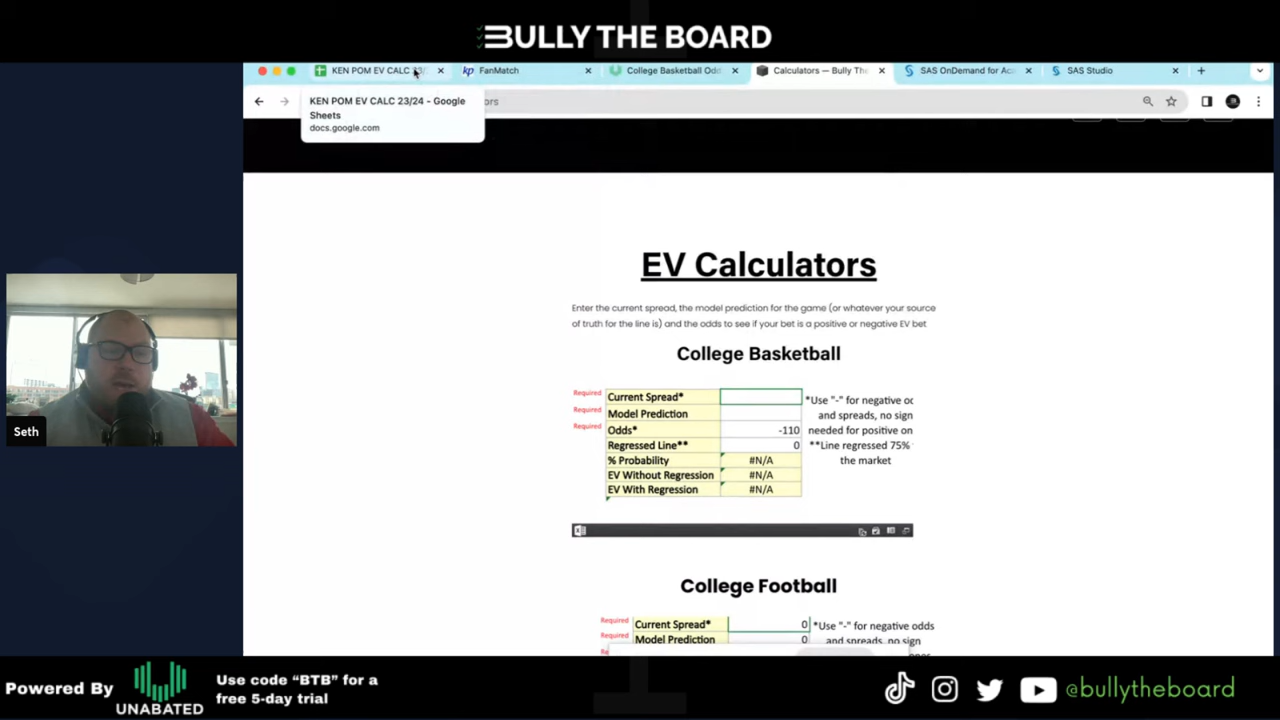 BULLY THE BOARD
KEN POM EV CALC 23/
kp FanMatch
College Basketball Odd
Calculators — Bully The
SAS OnDemand for Aca
SAS Studio
KEN POM EV CALC 23/24 - Google
Sheets
docs.google.com
ors
EV Calculators
Enter the current spread, the model prediction for the game (or whatever your source
of truth for the line is) and the odds to see if your bet is a positive or negative EV bet
College Basketball
Required Current Spread*
Required Model Prediction
Required Odds* -110
Regressed Line** 0
% Probability #N/A
EV Without Regression #N/A
EV With Regression #N/A
*Use "-" for negative oc
and spreads, no sign
needed for positive on
**Line regressed 75%
the market
College Football
Required Current Spread* 0
Required Model Prediction 0
*Use "-" for negative odds
and spreads, no sign
Seth
Powered By
UNABATED
Use code "BTB" for a
free 5-day trial
@bullytheboard